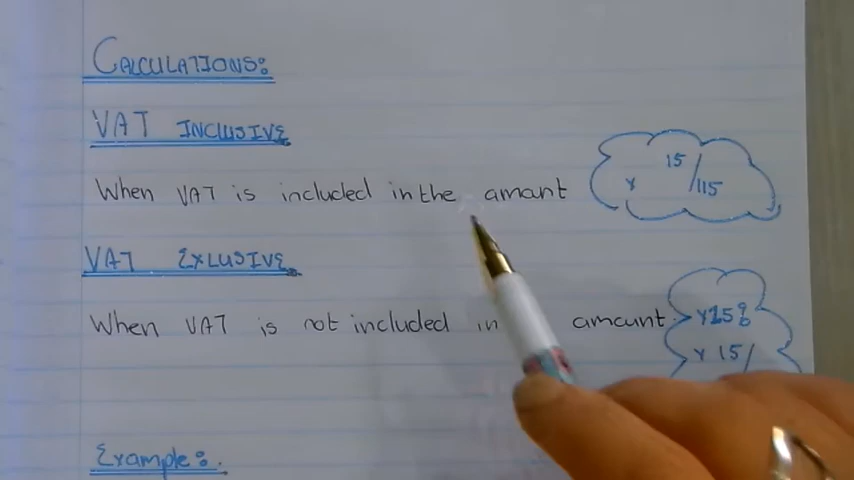 CALCULATIONS:
VAT INCLUSIVE
When VAT is included in the amount
x 15/115
VAT EXLUSIVE
When VAT is not included in amount
x15%
x 15/
Example: